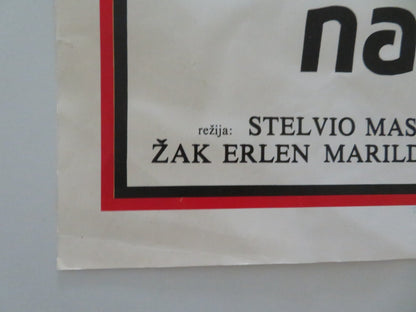 na
režija: STELVIO MAS
ŽAK ERLEN MARILD